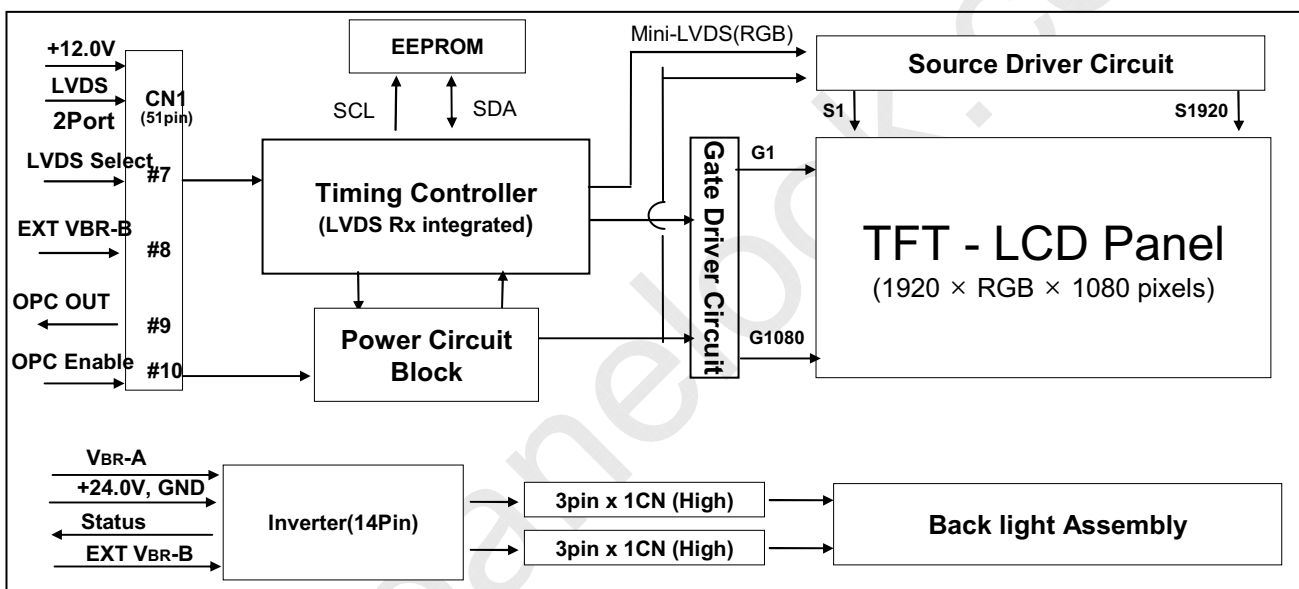 +12.0V
LVDS
2Port
LVDS Select
EXT VBR-B
OPC OUT
OPC Enable
CN1
(51pin)
#7
#8
#9
#10
EEPROM
SCL
SDA
Timing Controller
(LVDS Rx integrated)
Power Circuit
Block
Mini-LVDS(RGB)
Source Driver Circuit
S1
S1920
Gate Driver Circuit
G1
G1080
TFT - LCD Panel
(1920 × RGB × 1080 pixels)
VBR-A
+24.0V, GND
Status
EXT VBR-B
Inverter(14Pin)
3pin x 1CN (High)
3pin x 1CN (High)
Back light Assembly
panelook.c